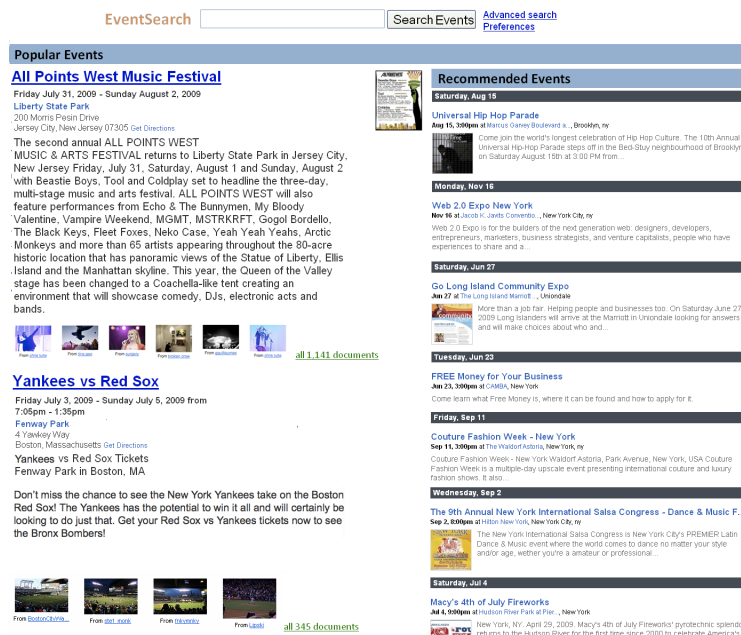 EventSearch
Search Events
Advanced search
Preferences
Popular Events
All Points West Music Festival
Friday July 31, 2009 - Sunday August 2, 2009
Liberty State Park
200 Morris Pesin Drive
Jersey City, New Jersey 07305 Get Directions
The second annual ALL POINTS WEST
MUSIC & ARTS FESTIVAL returns to Liberty State Park in Jersey City,
New Jersey Friday, July 31, Saturday, August 1 and Sunday, August 2
with Beastie Boys, Tool and Coldplay set to headline the three-day,
multi-stage music and arts festival. ALL POINTS WEST will also
feature performances from Echo & The Bunnymen, My Bloody
Valentine, Vampire Weekend, MGMT, MSTRKRFT, Gogol Bordello,
The Black Keys, Fleet Foxes, Neko Case, Yeah Yeah Yeahs, Arctic
Monkeys and more than 65 artists appearing throughout the 80-acre
historic location that has panoramic views of the Statue of Liberty, Ellis
Island and the Manhattan skyline. This year, the Queen of the Valley
stage has been changed to a Coachella-like tent creating an
environment that will showcase comedy, DJs, electronic acts and
bands.
all 1,141 documents
Yankees vs Red Sox
Friday July 3, 2009 - Sunday July 5, 2009 from
7:05pm - 1:35pm
Fenway Park
4 Yawkey Way
Boston, Massachusetts Get Directions
Yankees vs Red Sox Tickets
Fenway Park in Boston, MA
Don't miss the chance to see the New York Yankees take on the Boston
Red Sox! The Yankees has the potential to win it all and will certainly be
looking to do just that. Get your Red Sox vs Yankees tickets now to see
the Bronx Bombers!
From BostonCityWa...
From stef_monk
From tnkymnky
From Lipski
all 345 documents
Recommended Events
Saturday, Aug 15
Universal Hip Hop Parade
Aug 15, 3:00pm at Marcus Garvey Boulevard a..., Brooklyn, ny
Come join the world's longest celebration of Hip Hop Culture. The 10th Annual
Universal Hip-Hop Parade steps off in the Bed-Stuy neighbourhood of Brooklyn
on Saturday August 15th at 3:00 PM from...
Monday, Nov 16
Web 2.0 Expo New York
Nov 16 at Jacob K. Javits Conventio..., New York City, ny
Web 2.0 Expo is for the builders of the next generation web: designers, developers,
entrepreneurs, marketers, business strategists, and venture capitalists, people who have
experiences to share and a...
Saturday, Jun 27
Go Long Island Community Expo
Jun 27 at The Long Island Marriott..., Uniondale
More than a job fair. Helping people and businesses too. On Saturday June 27
2009 Long Islanders will arrive at the Marriott in Uniondale looking for answers
and will make choices about who and...
Tuesday, Jun 23
FREE Money for Your Business
Jun 23, 3:00pm at CAMBA, New York
Come learn what Free Money is, where it can be found and how to apply for it.
Friday, Sep 11
Couture Fashion Week - New York
Sep 11, 3:00pm at The Waldorf Astoria, New York, ny
Couture Fashion Week - New York Waldorf Astoria, Park Avenue, New York, USA Couture
Fashion Week is a multiple-day upscale event presenting international couture and luxury
fashion shows. It also...
Wednesday, Sep 2
The 9th Annual New York International Salsa Congress - Dance & Music F..
Sep 2, 8:00pm at Hilton New York, New York City, ny
The New York International Salsa Congress is New York City's PREMIER Latin
Dance & Music event where the world comes to dance no matter your style
and/or age, wether you're a amateur or professional...
Saturday, Jul 4
Macy's 4th of July Fireworks
Jul 4, 9:00pm at Hudson River Park at Pier..., New York
New York, NY. April 29, 2009. Macy's 4th of July Fireworks' pyrotechnic splendor
returns to the Hudson River for the first time since 2000 to celebrate America's